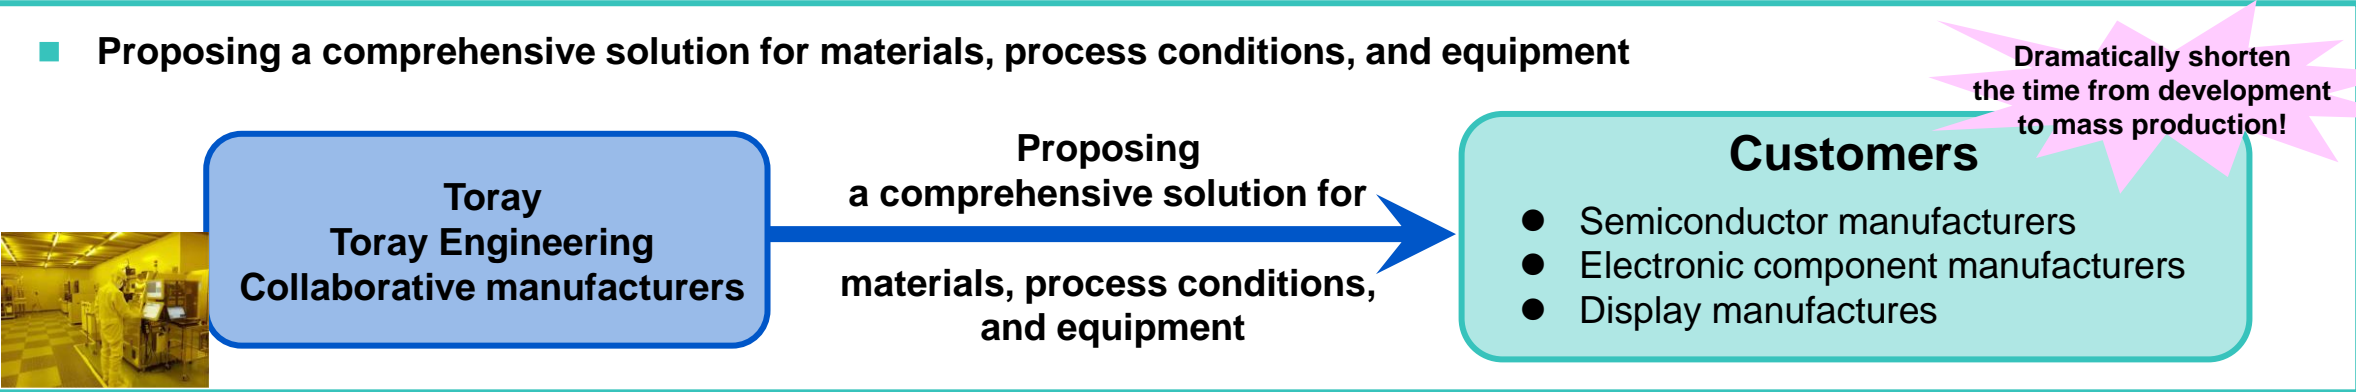 Proposing a comprehensive solution for materials, process conditions, and equipment
Dramatically shorten
the time from development
to mass production!
Toray
Toray Engineering
Collaborative manufacturers
Proposing
a comprehensive solution for
materials, process conditions,
and equipment
Customers
● Semiconductor manufacturers
● Electronic component manufacturers
● Display manufactures